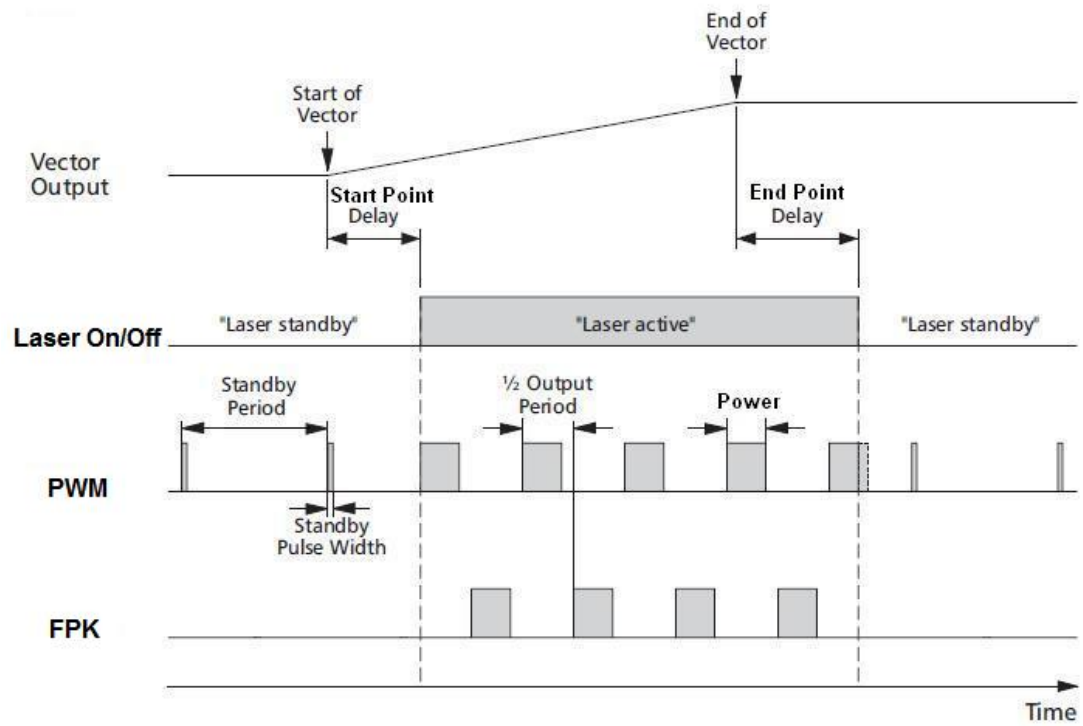 End of
Vector
Start of
Vector
Vector
Output
Start Point
Delay
End Point
Delay
Laser On/Off
"Laser standby"
"Laser active"
"Laser standby"
Standby
Period
½ Output
Period
Power
PWM
Standby
Pulse Width
FPK
Time